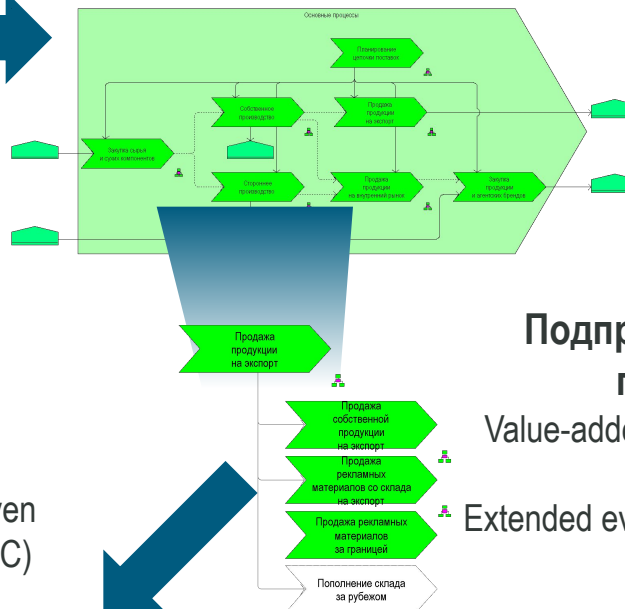 Основные процессы
Планирование
цепочки поставок
Собственное
производство
Продажа
продукции
на экспорт
Закупка сырья
и сухих компонентов
Стороннее
производство
Продажа
продукции
на внутренний рынок
Закупка
продукции
и агентских брендов
Продажа
продукции
на экспорт
Продажа
собственной
продукции
на экспорт
Продажа
рекламных
материалов со склада
на экспорт
Продажа рекламных
материалов
за границей
Пополнение склада
за рубежом
Подпр
Value-adde
Extended ev
ven
C)